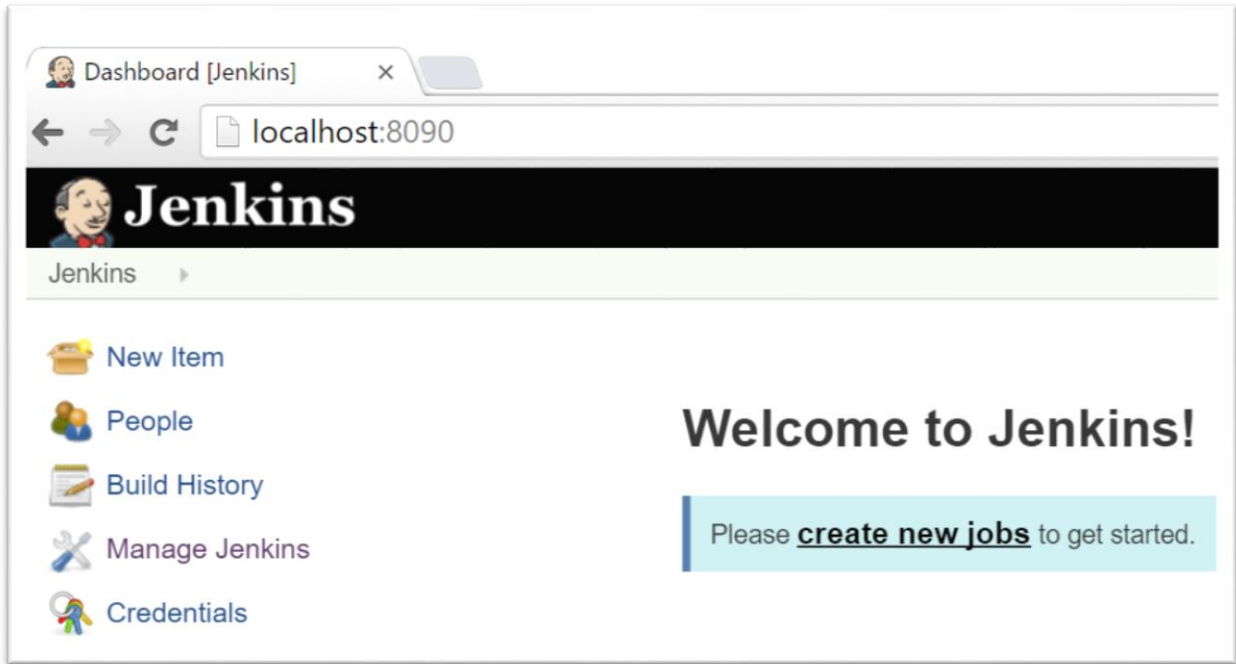 Dashboard [Jenkins]
localhost:8090
Jenkins
Jenkins
New Item
People
Build History
Manage Jenkins
Credentials
Welcome to Jenkins!
Please create new jobs to get started.